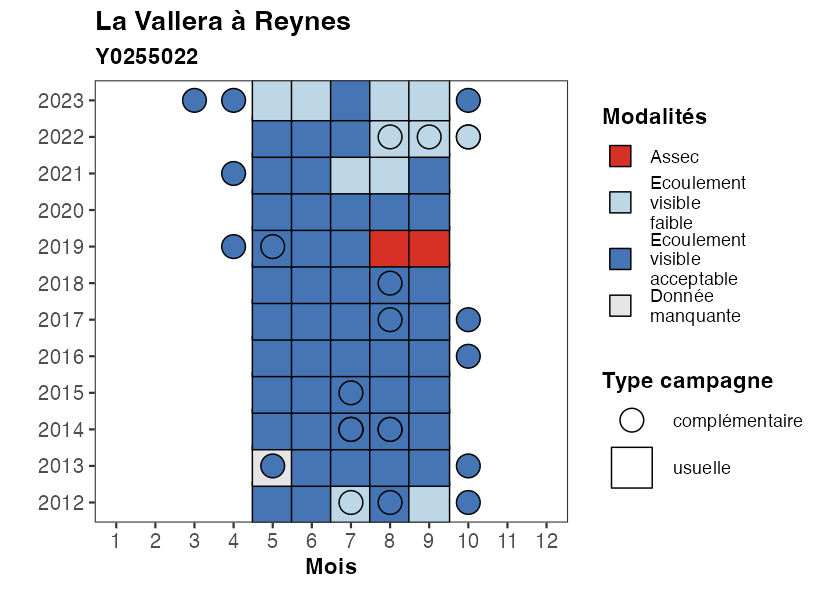 La Vallera à Reynes
Y0255022
2023
2022
2021
2020
2019
2018
2017
2016
2015
2014
2013
2012
1 2 3 4 5 6 7 8 9 10 11 12
Mois
Modalités
Assec
Ecoulement
visible
faible
Ecoulement
visible
acceptable
Donnée
manquante
Type campagne
complémentaire
usuelle